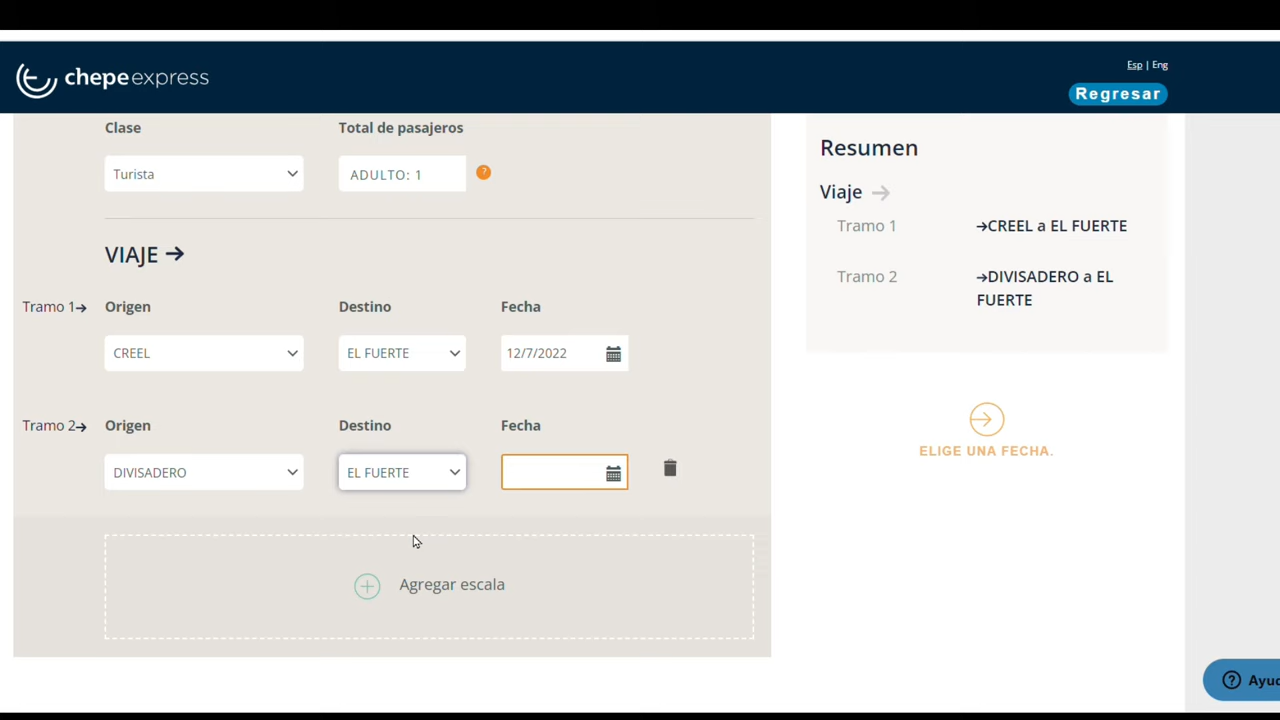 Esp | Eng
chepe express
Regresar
Clase
Total de pasajeros
Turista
ADULTO: 1
?
VIAJE →
Tramo 1→
Origen
Destino
Fecha
CREEL
EL FUERTE
12/7/2022
Tramo 2→
Origen
Destino
Fecha
DIVISADERO
EL FUERTE
Agregar escala
Resumen
Viaje →
Tramo 1
→CREEL a EL FUERTE
Tramo 2
→DIVISADERO a EL
FUERTE
ELIGE UNA FECHA.
? Ayuc